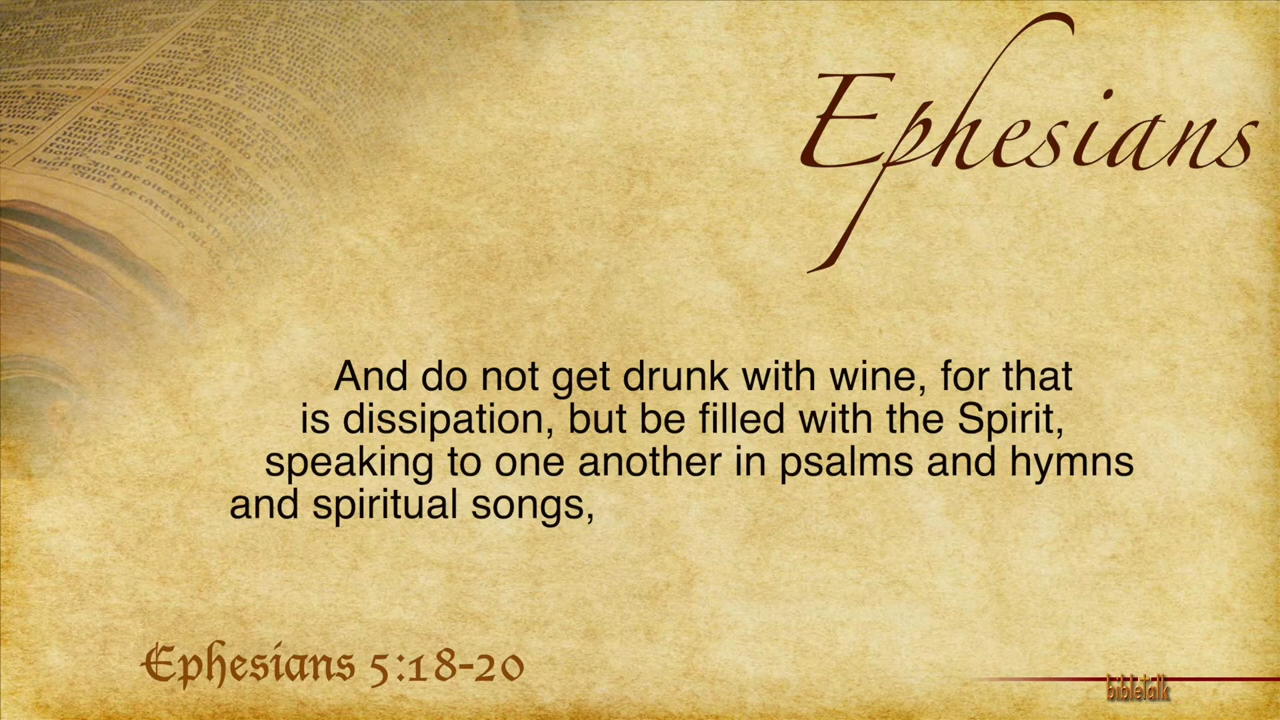 Ephesians
And do not get drunk with wine, for that
is dissipation, but be filled with the Spirit,
speaking to one another in psalms and hymns
and spiritual songs,
Ephesians 5:18-20
bibletalk